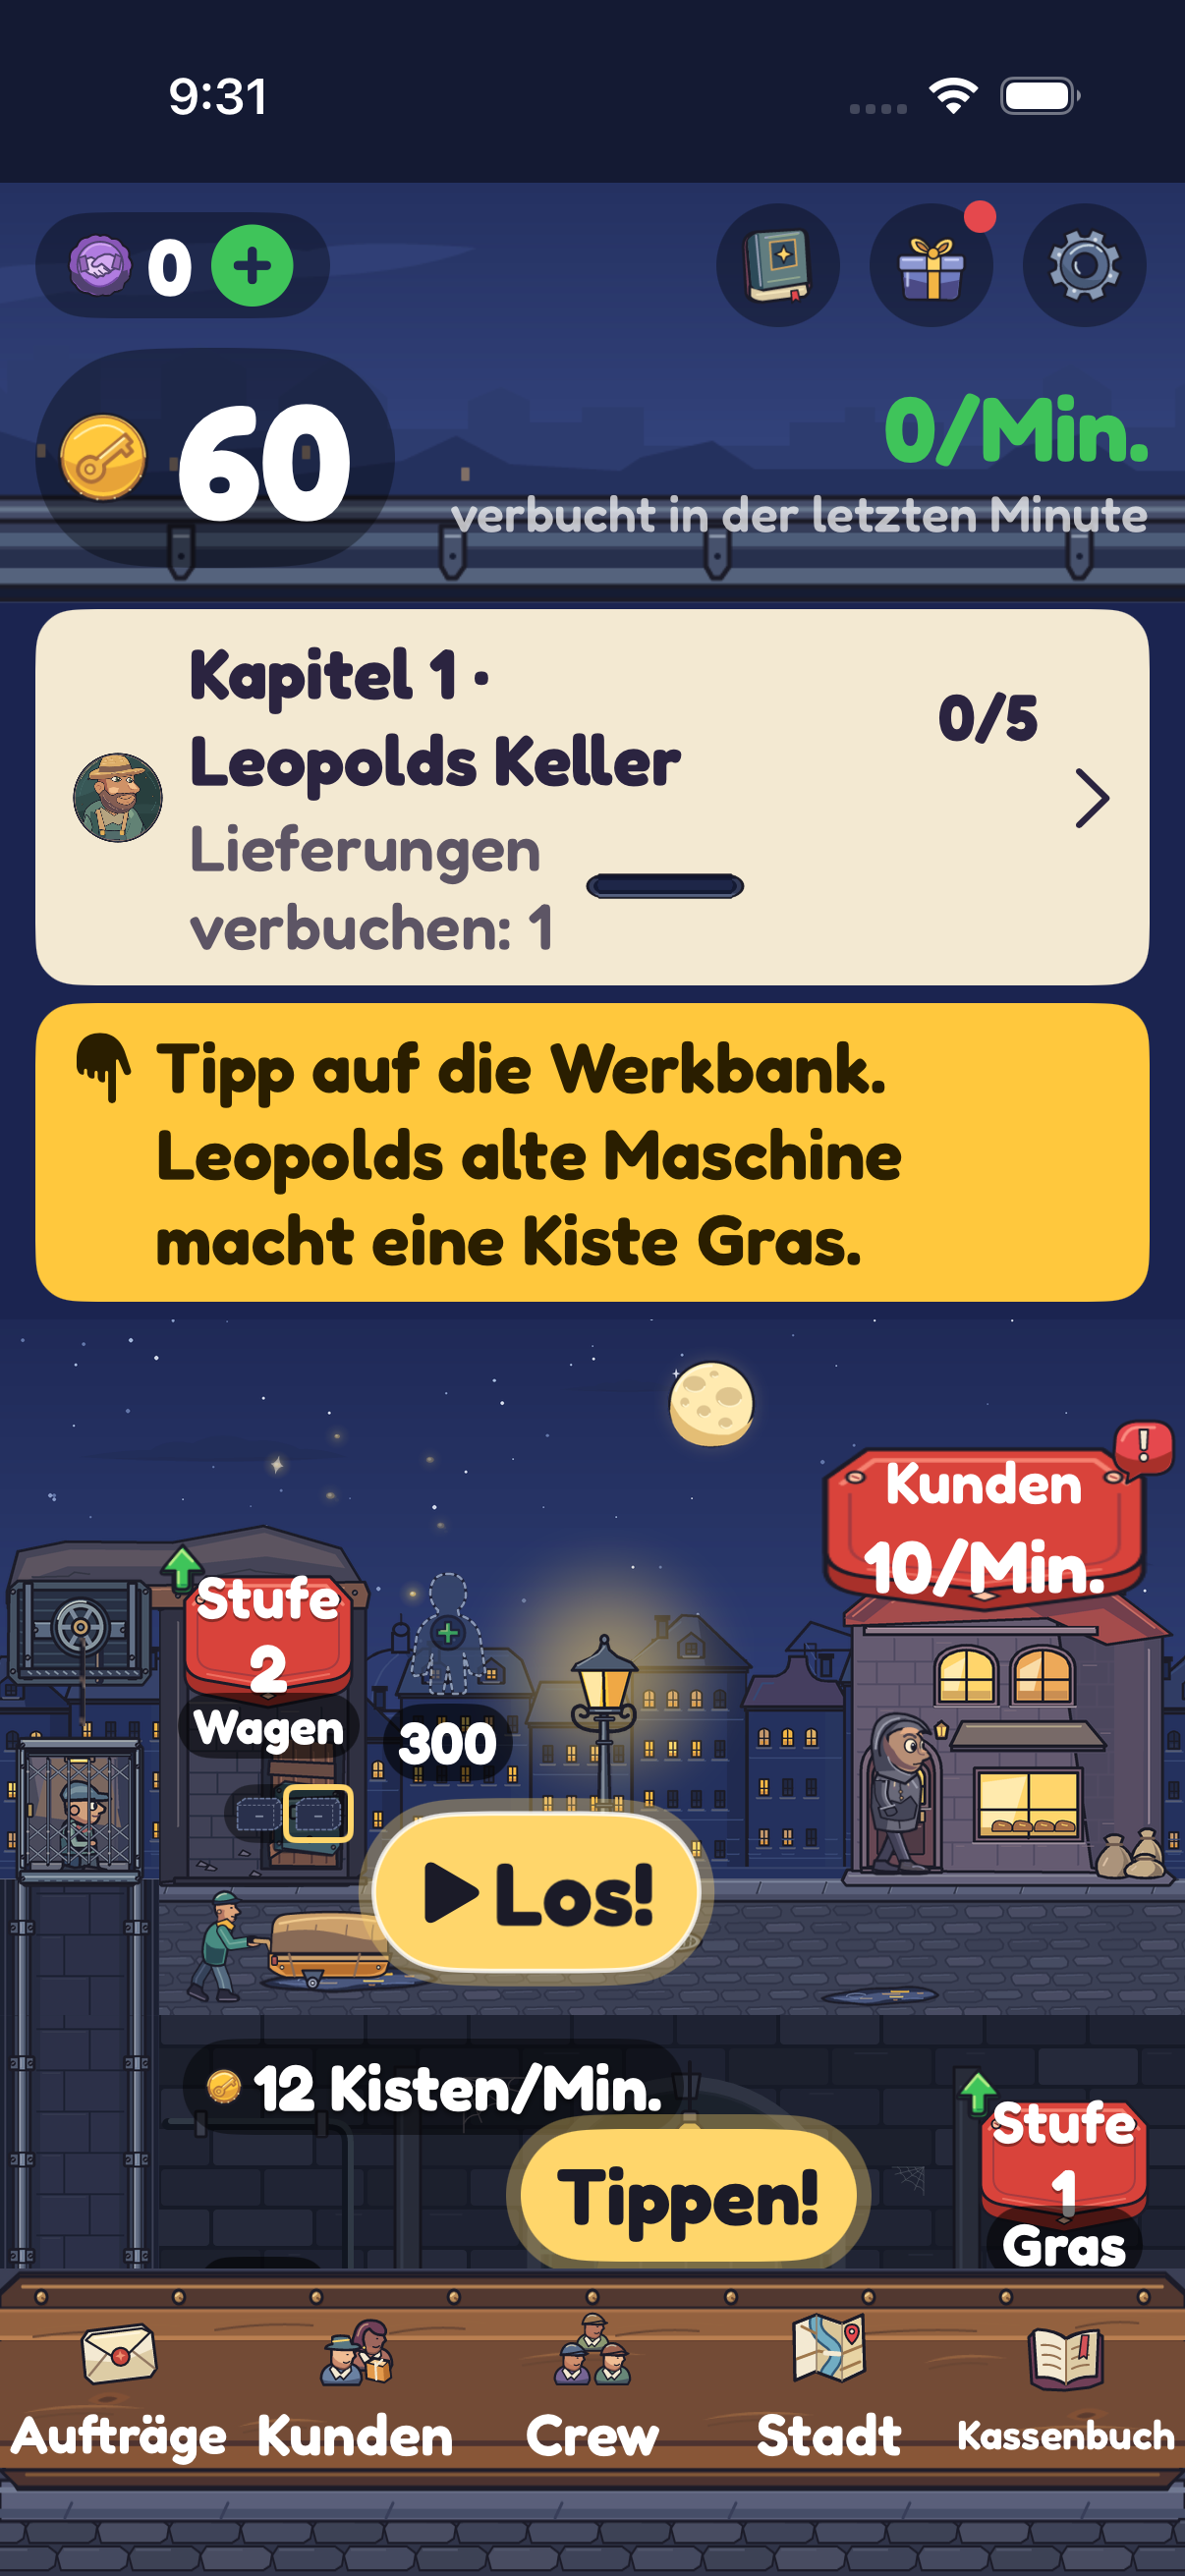 9:31
0
60
0/Min.
verbucht in der letzten Minute
Kapitel 1 ·
Leopolds Keller
0/5
Lieferungen
verbuchen: 1
Tipp auf die Werkbank.
Leopolds alte Maschine
macht eine Kiste Gras.
Kunden
10/Min.
!
Stufe
2
Wagen
300
Los!
12 Kisten/Min.
Tippen!
Stufe
1
Gras
Aufträge
Kunden
Crew
Stadt
Kassenbuch